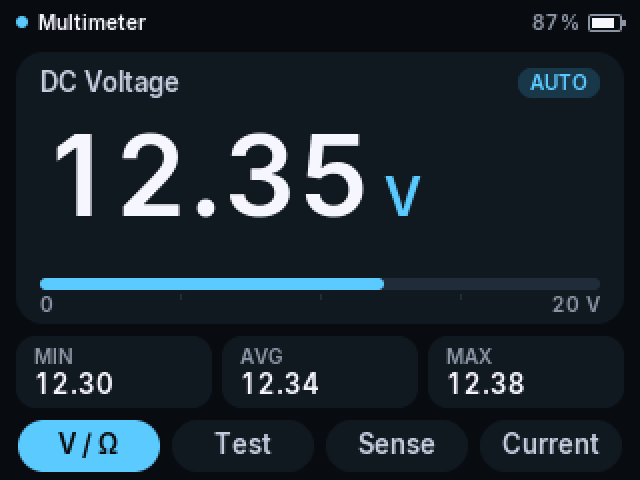 Multimeter 87%
DC Voltage AUTO
12.35 V
0 20 V
MIN AVG MAX
12.30 12.34 12.38
V / Ω Test Sense Current